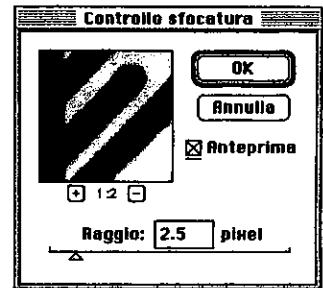 Controllo sfocatura
OK
Annulla
Anteprima
+ 1:2 −
Raggio: 2.5 pixel